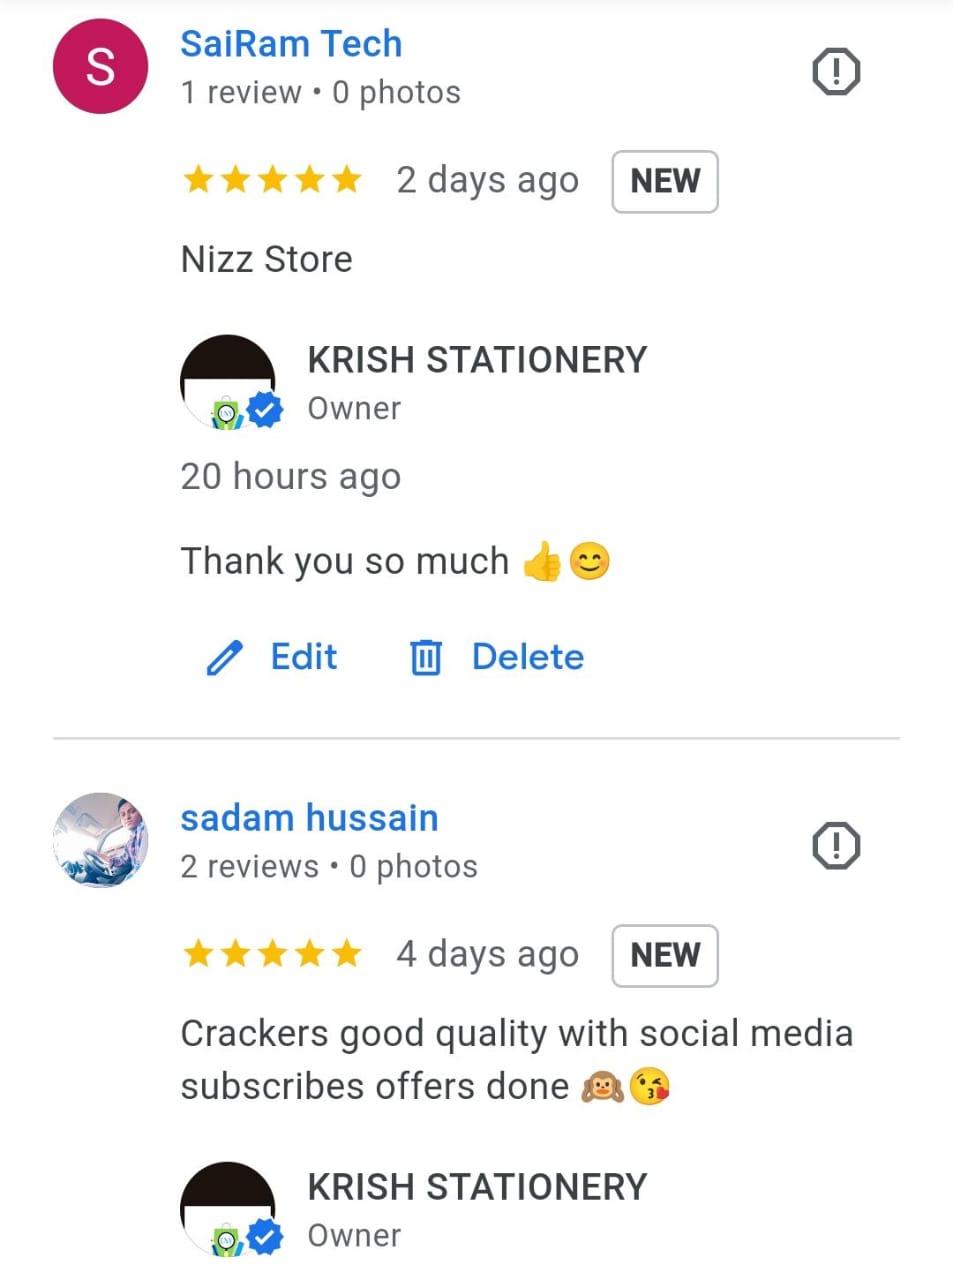 S
SaiRam Tech
1 review • 0 photos
2 days ago NEW
Nizz Store
KRISH STATIONERY
Owner
20 hours ago
Thank you so much 👍😊
Edit Delete
sadam hussain
2 reviews • 0 photos
4 days ago NEW
Crackers good quality with social media
subscribes offers done 🙉😘
KRISH STATIONERY
Owner